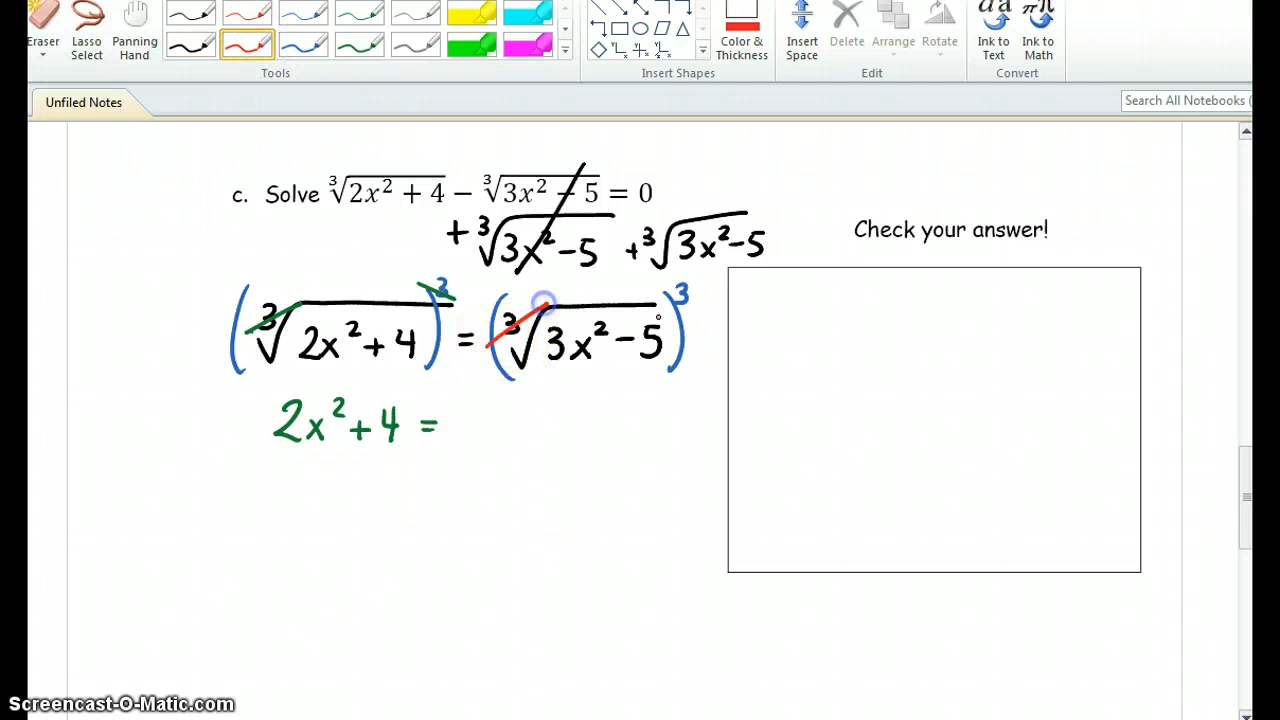 Eraser Lasso Select Panning Hand Color & Thickness Insert Space Delete Arrange Rotate Ink to Text Ink to Math
Tools Insert Shapes Edit Convert
Unfiled Notes Search All Notebooks (
c. Solve ∛(2x² + 4) − ∛(3x² − 5) = 0
+ ∛(3x² − 5) + ∛(3x² − 5)
Check your answer!
(∛(2x² + 4))³ = (∛(3x² − 5))³
2x² + 4 =
Screencast-O-Matic.com